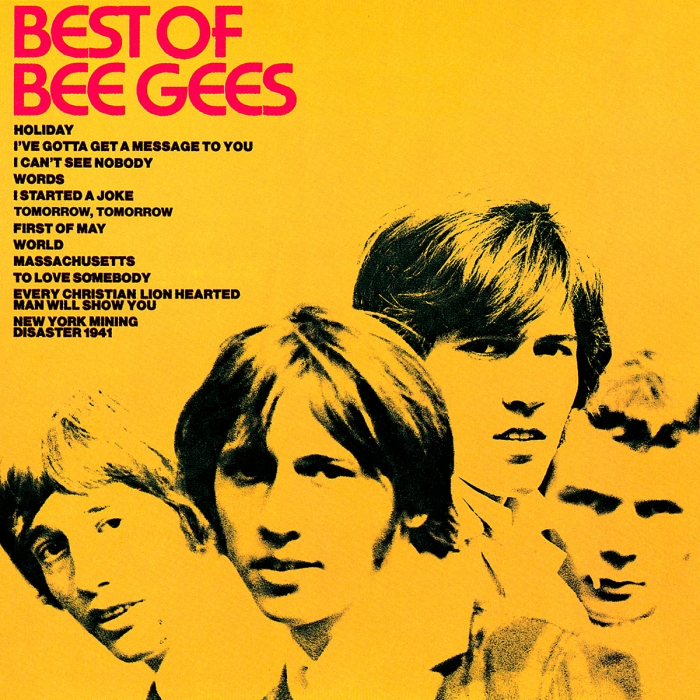 BEST OF
BEE GEES
HOLIDAY
I'VE GOTTA GET A MESSAGE TO YOU
I CAN'T SEE NOBODY
WORDS
I STARTED A JOKE
TOMORROW, TOMORROW
FIRST OF MAY
WORLD
MASSACHUSETTS
TO LOVE SOMEBODY
EVERY CHRISTIAN LION HEARTED
MAN WILL SHOW YOU
NEW YORK MINING
DISASTER 1941